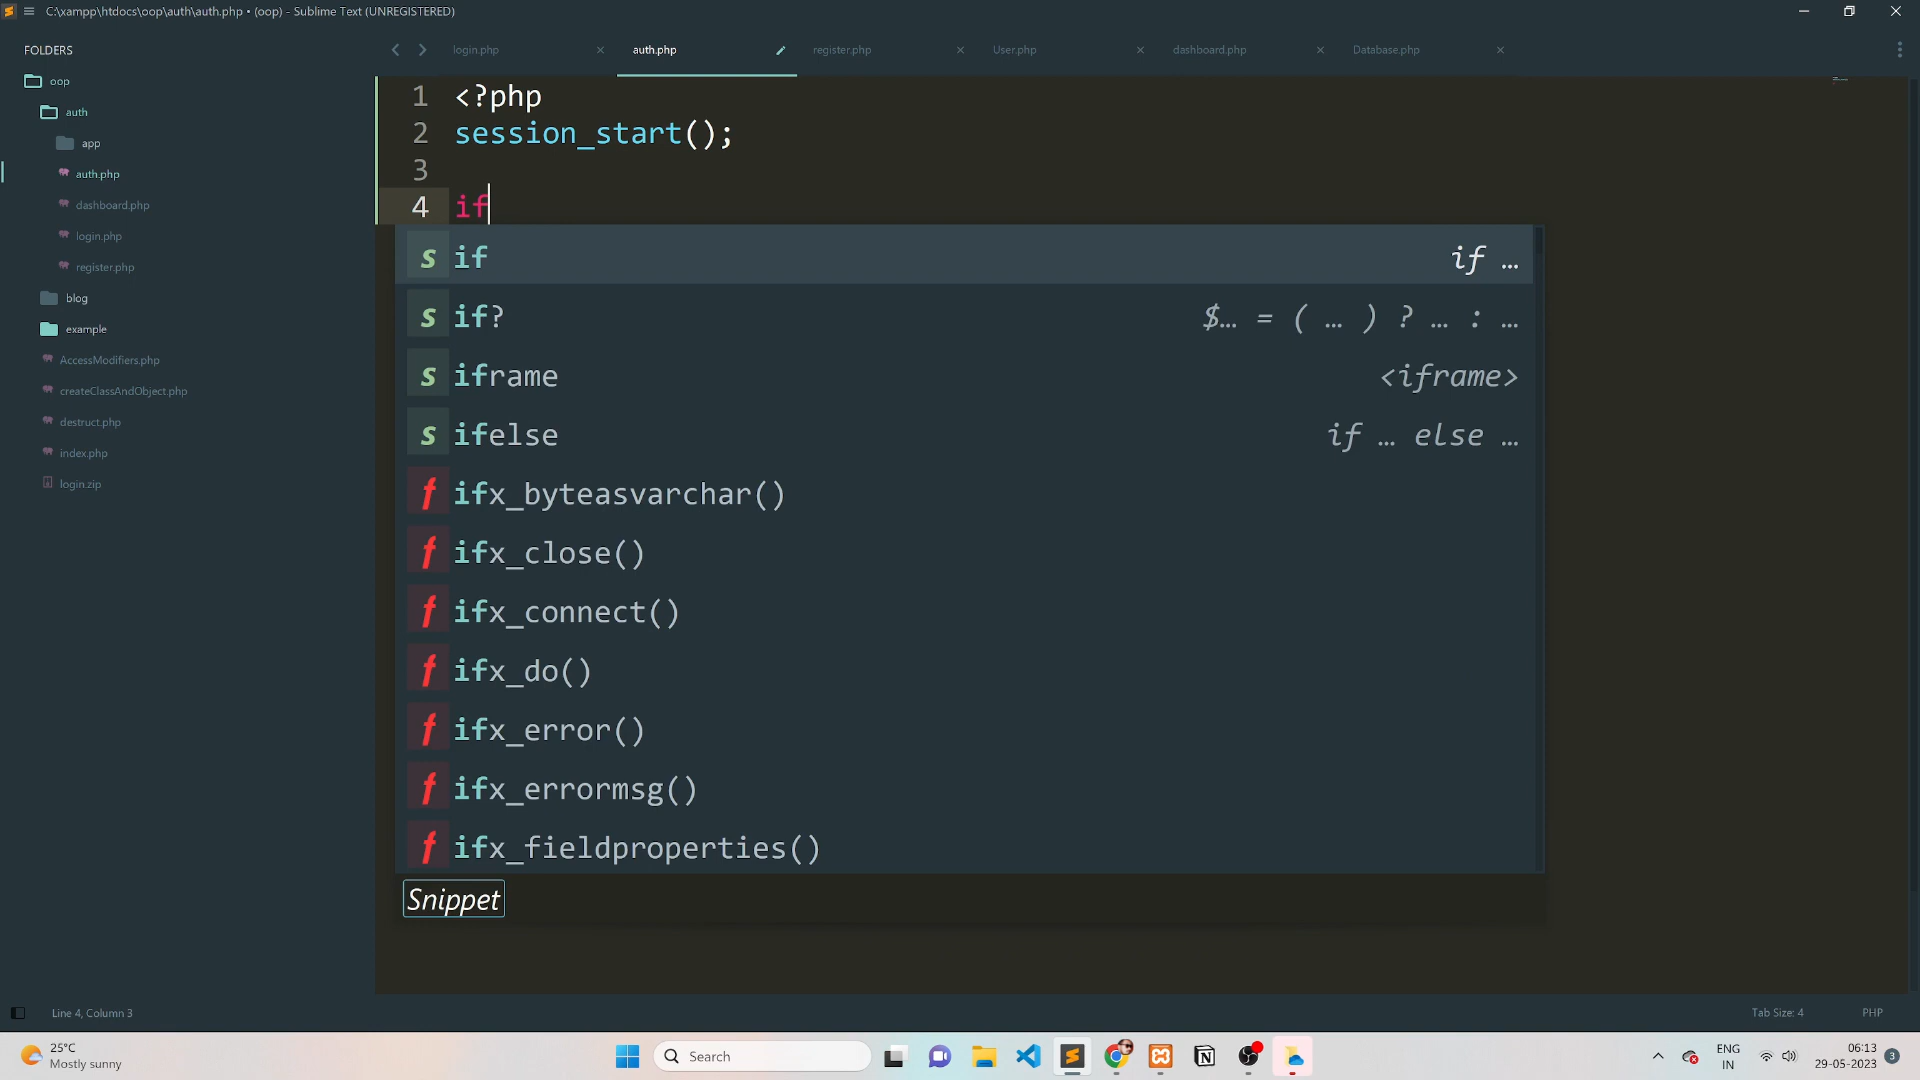 C:\xampp\htdocs\oop\auth\auth.php • (oop) - Sublime Text (UNREGISTERED)
FOLDERS
oop
auth
app
auth.php
dashboard.php
login.php
register.php
blog
example
AccessModifiers.php
createClassAndObject.php
destruct.php
index.php
login.zip
login.php
auth.php
register.php
User.php
dashboard.php
Database.php
1 <?php
2 session_start();
3
4 if
s if if …
s if? $… = ( … ) ? … : …
s iframe <iframe>
s ifelse if … else …
f ifx_byteasvarchar()
f ifx_close()
f ifx_connect()
f ifx_do()
f ifx_error()
f ifx_errormsg()
f ifx_fieldproperties()
Snippet
Line 4, Column 3
Tab Size: 4
PHP
25°C
Mostly sunny
Search
ENG
IN
06:13
29-05-2023
3